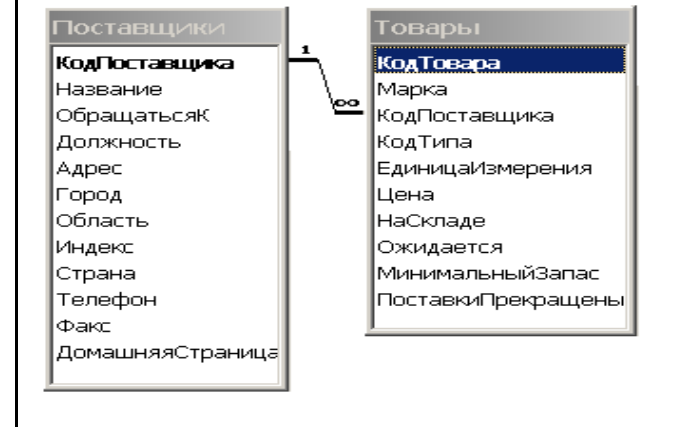 Поставщики
КодПоставщика
Название
ОбращатьсяК
Должность
Адрес
Город
Область
Индекс
Страна
Телефон
Факс
ДомашняяСтраница
1
∞
Товары
КодТовара
Марка
КодПоставщика
КодТипа
ЕдиницаИзмерения
Цена
НаСкладе
Ожидается
МинимальныйЗапас
ПоставкиПрекращены